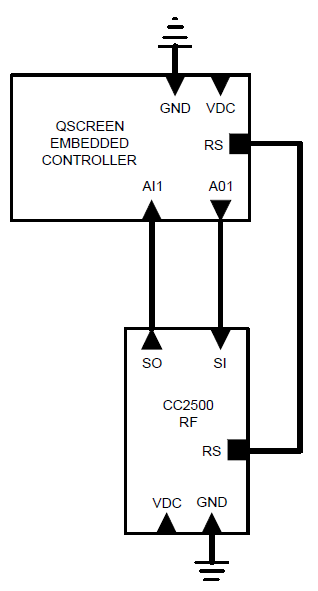 GND VDC
QSCREEN
EMBEDDED
CONTROLLER
RS
AI1 A01
SO SI
CC2500
RF
RS
VDC GND